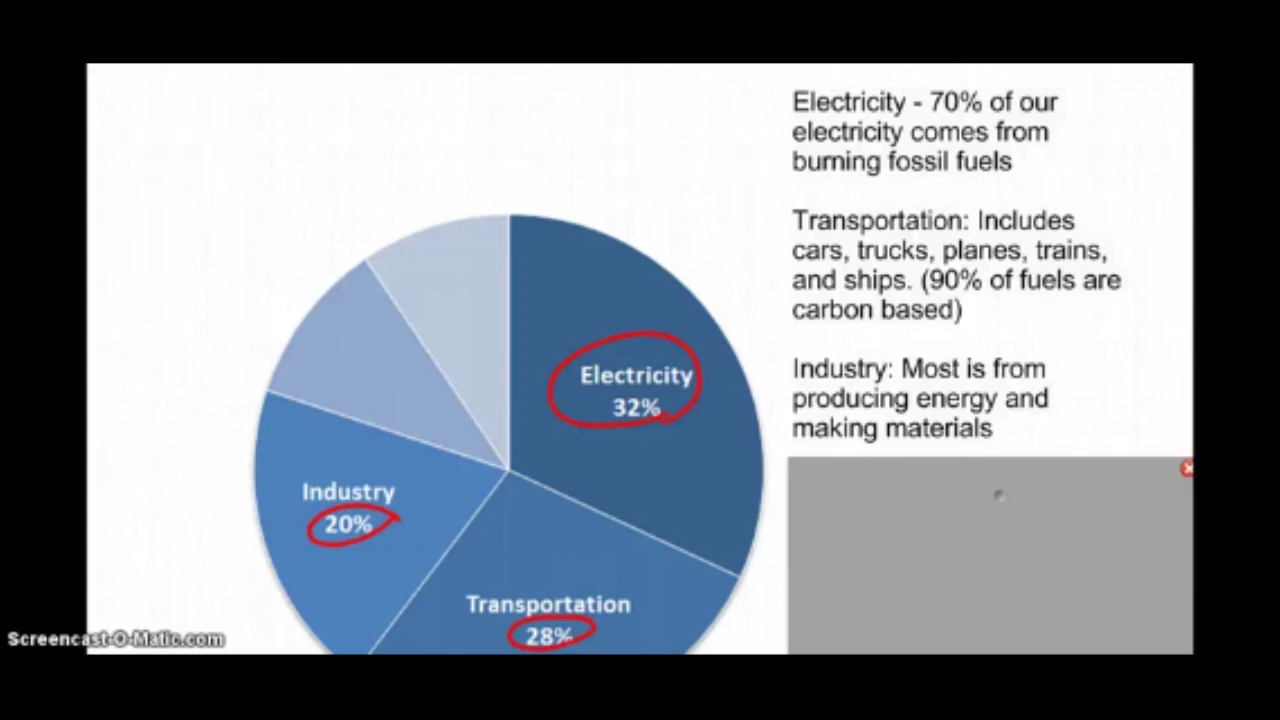 Electricity - 70% of our
electricity comes from
burning fossil fuels
Transportation: Includes
cars, trucks, planes, trains,
and ships. (90% of fuels are
carbon based)
Industry: Most is from
producing energy and
making materials
Electricity
32%
Industry
20%
Transportation
28%
Screencast-O-Matic.com